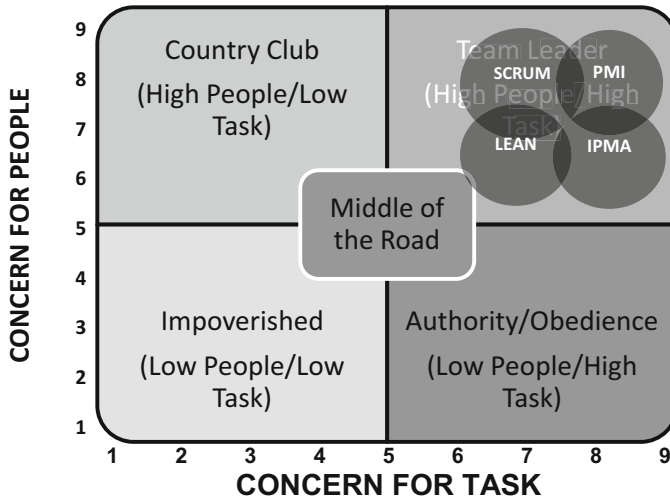 9
8
7
6
5
4
3
2
1
CONCERN FOR PEOPLE
Country Club
(High People/Low
Task)
Team Leader
(High People/High
Task)
SCRUM
PMI
LEAN
IPMA
Middle of
the Road
Impoverished
(Low People/Low
Task)
Authority/Obedience
(Low People/High
Task)
1 2 3 4 5 6 7 8 9
CONCERN FOR TASK